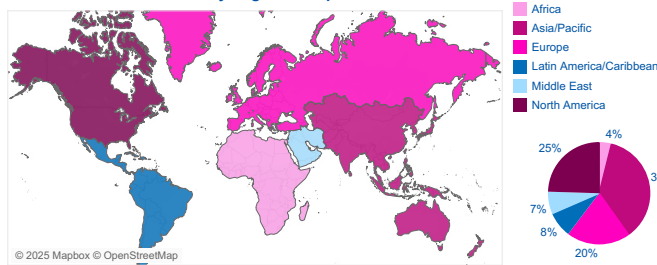 Africa
Asia/Pacific
Europe
Latin America/Caribbean
Middle East
North America
4%
25%
3
7%
8%
20%
© 2025 Mapbox © OpenStreetMap